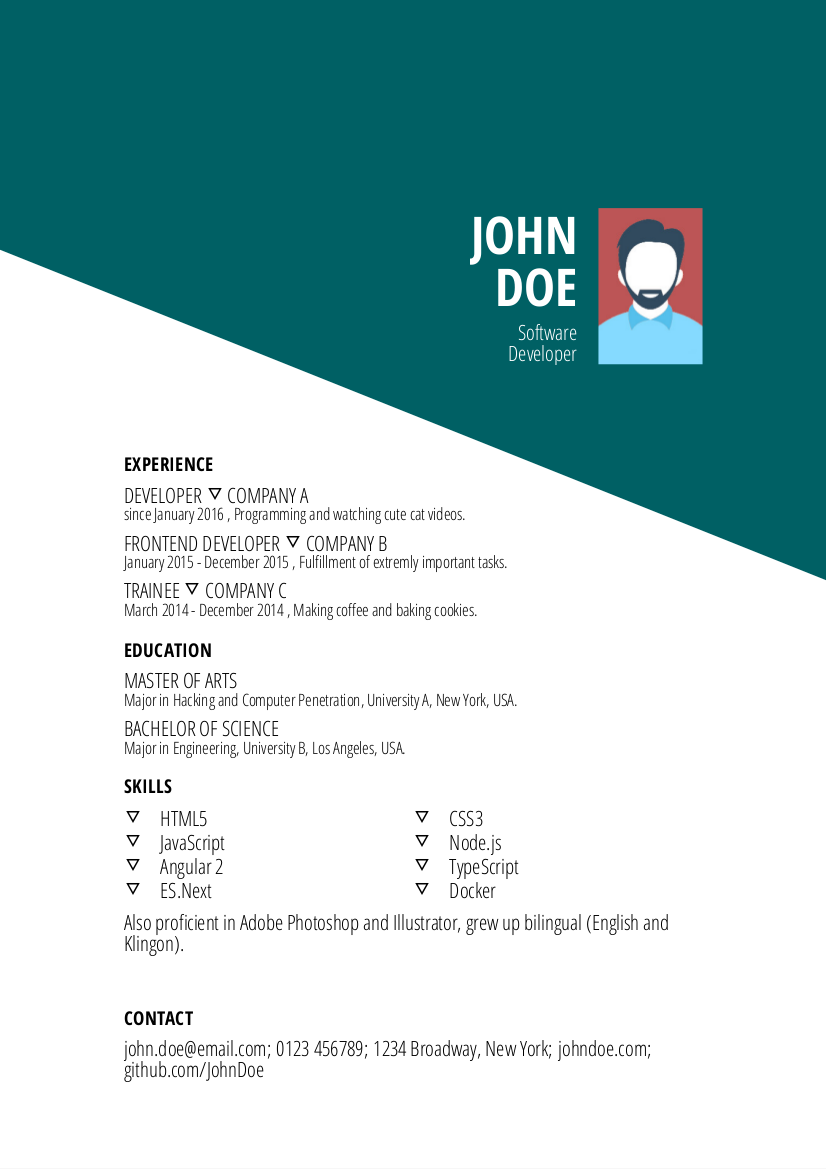 JOHN
DOE
Software
Developer
EXPERIENCE
DEVELOPER ▽ COMPANY A
since January 2016 , Programming and watching cute cat videos.
FRONTEND DEVELOPER ▽ COMPANY B
January 2015 - December 2015 , Fulfillment of extremly important tasks.
TRAINEE ▽ COMPANY C
March 2014 - December 2014 , Making coffee and baking cookies.
EDUCATION
MASTER OF ARTS
Major in Hacking and Computer Penetration, University A, New York, USA.
BACHELOR OF SCIENCE
Major in Engineering, University B, Los Angeles, USA.
SKILLS
▽ HTML5 ▽ CSS3
▽ JavaScript ▽ Node.js
▽ Angular 2 ▽ TypeScript
▽ ES.Next ▽ Docker
Also proficient in Adobe Photoshop and Illustrator, grew up bilingual (English and
Klingon).
CONTACT
john.doe@email.com; 0123 456789; 1234 Broadway, New York; johndoe.com;
github.com/JohnDoe